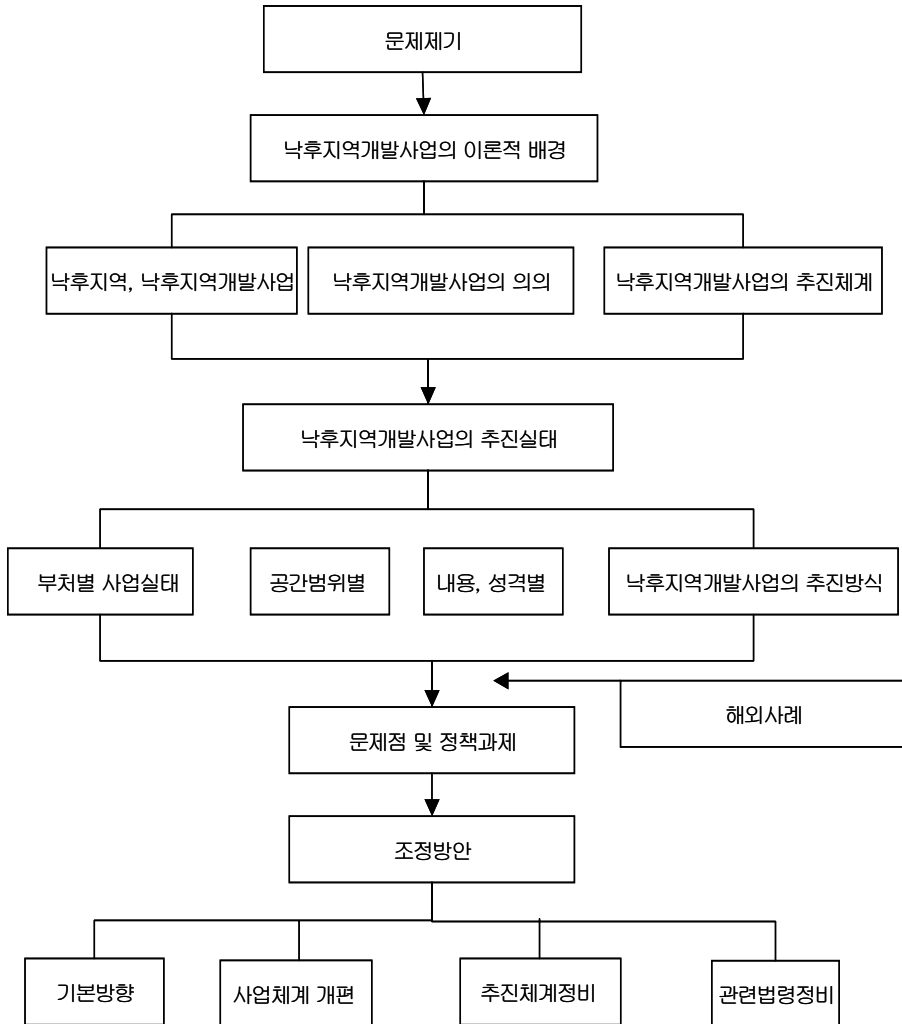 문제제기
낙후지역개발사업의 이론적 배경
낙후지역, 낙후지역개발사업
낙후지역개발사업의 의의
낙후지역개발사업의 추진체계
낙후지역개발사업의 추진실태
부처별 사업실태
공간범위별
내용, 성격별
낙후지역개발사업의 추진방식
해외사례
문제점 및 정책과제
조정방안
기본방향
사업체계 개편
추진체계정비
관련법령정비